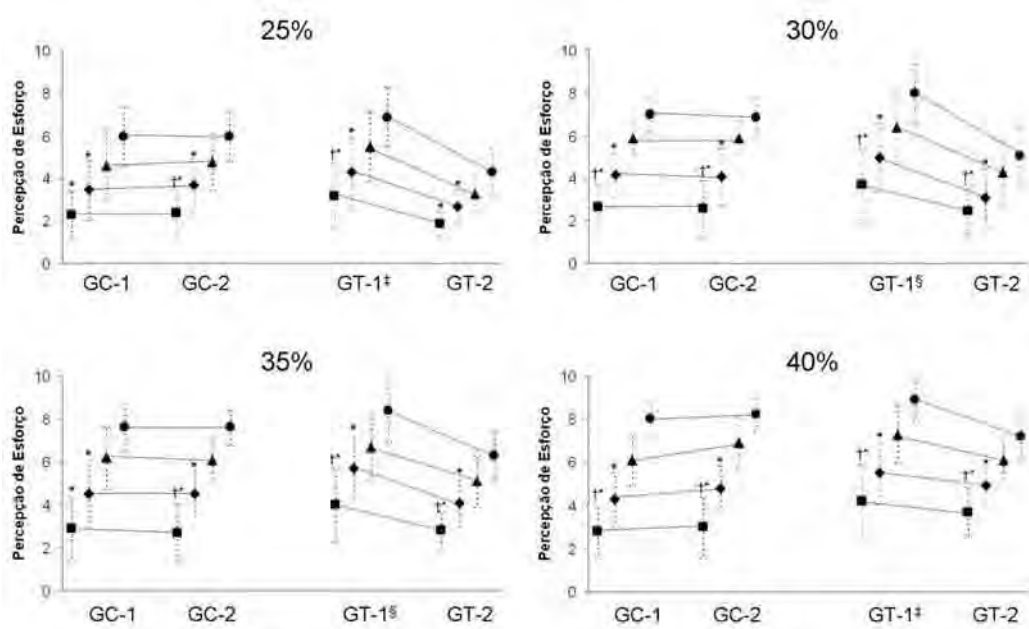 25%
Percepção de Esforço
10
8
6
4
2
0
* * †* * †* * * *
GC-1 GC-2 GT-1‡ GT-2
30%
Percepção de Esforço
10
8
6
4
2
0
†* * †* * †* * †* *
GC-1 GC-2 GT-1§ GT-2
35%
Percepção de Esforço
10
8
6
4
2
0
* * †* * †* * †* *
GC-1 GC-2 GT-1§ GT-2
40%
Percepção de Esforço
10
8
6
4
2
0
†* * †* * †* * †* *
GC-1 GC-2 GT-1‡ GT-2